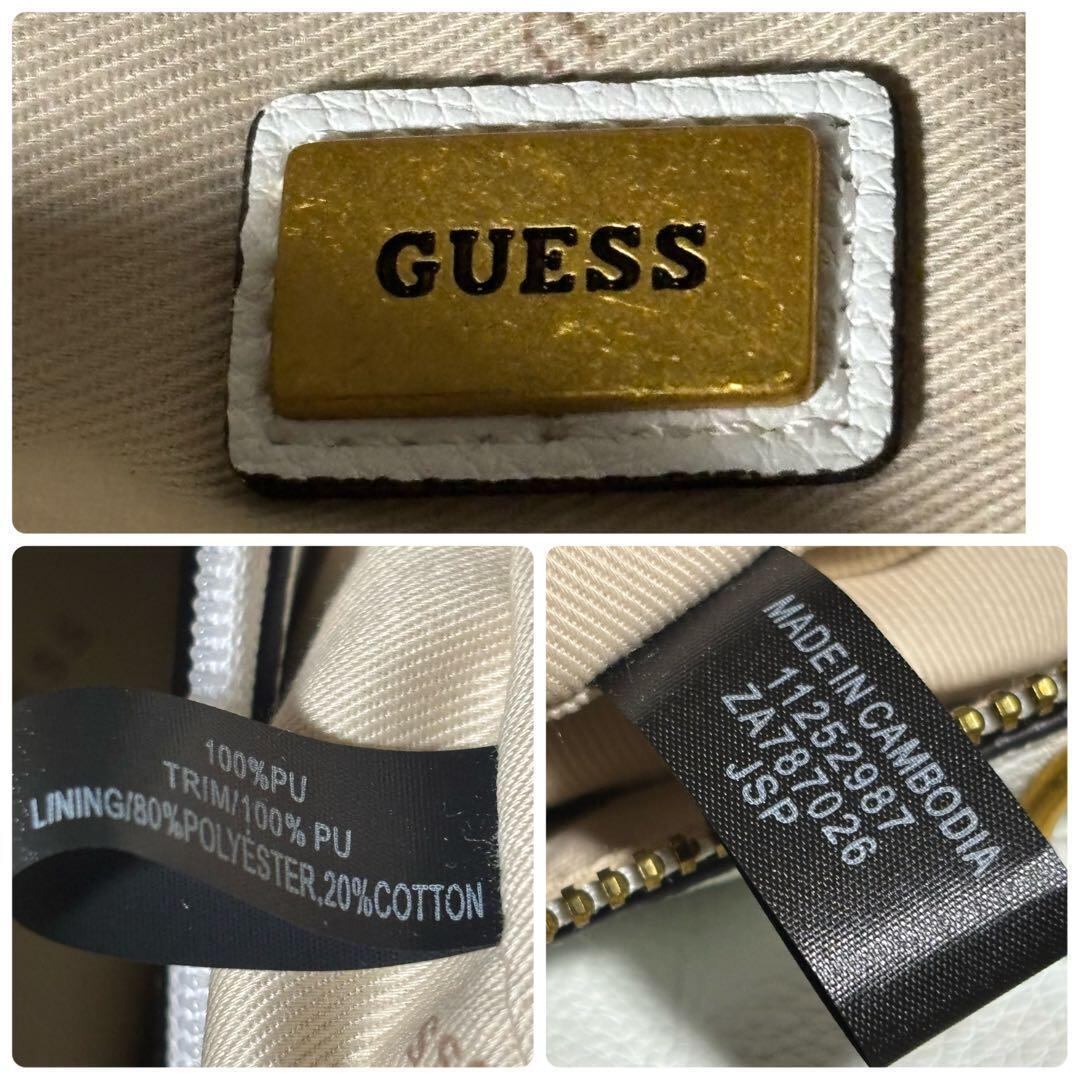 GUESS
100%PU
TRIM/100% PU
LINING/80%POLYESTER,20%COTTON
MADE IN CAMBODIA
11252987
ZA787026
JSP